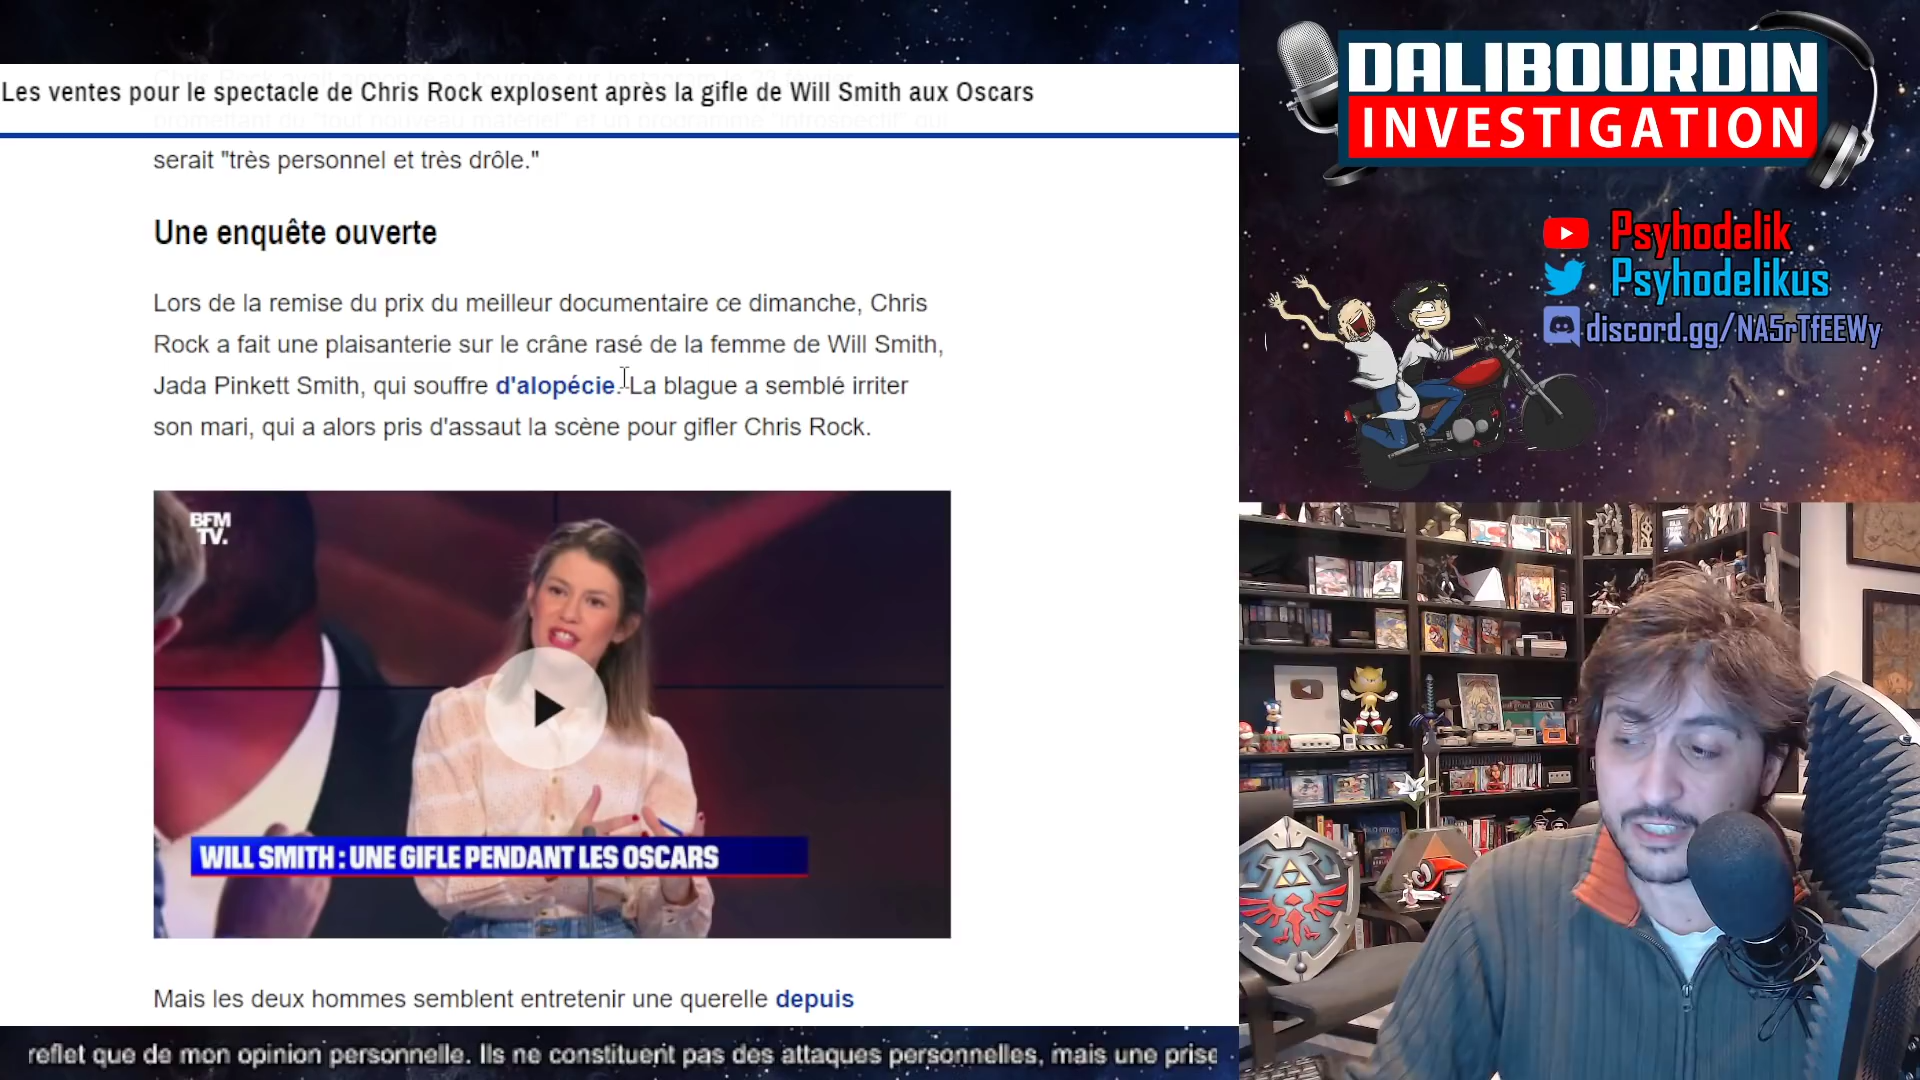 Les ventes pour le spectacle de Chris Rock explosent après la gifle de Will Smith aux Oscars
serait "très personnel et très drôle."
Une enquête ouverte
Lors de la remise du prix du meilleur documentaire ce dimanche, Chris
Rock a fait une plaisanterie sur le crâne rasé de la femme de Will Smith,
Jada Pinkett Smith, qui souffre d'alopécie. La blague a semblé irriter
son mari, qui a alors pris d'assaut la scène pour gifler Chris Rock.
BFM
TV.
WILL SMITH : UNE GIFLE PENDANT LES OSCARS
Mais les deux hommes semblent entretenir une querelle depuis
reflet que de mon opinion personnelle. Ils ne constituent pas des attaques personnelles, mais une prise
DALIBOURDIN
INVESTIGATION
Psyhodelik
Psyhodelikus
discord.gg/NA5rTfEEWy